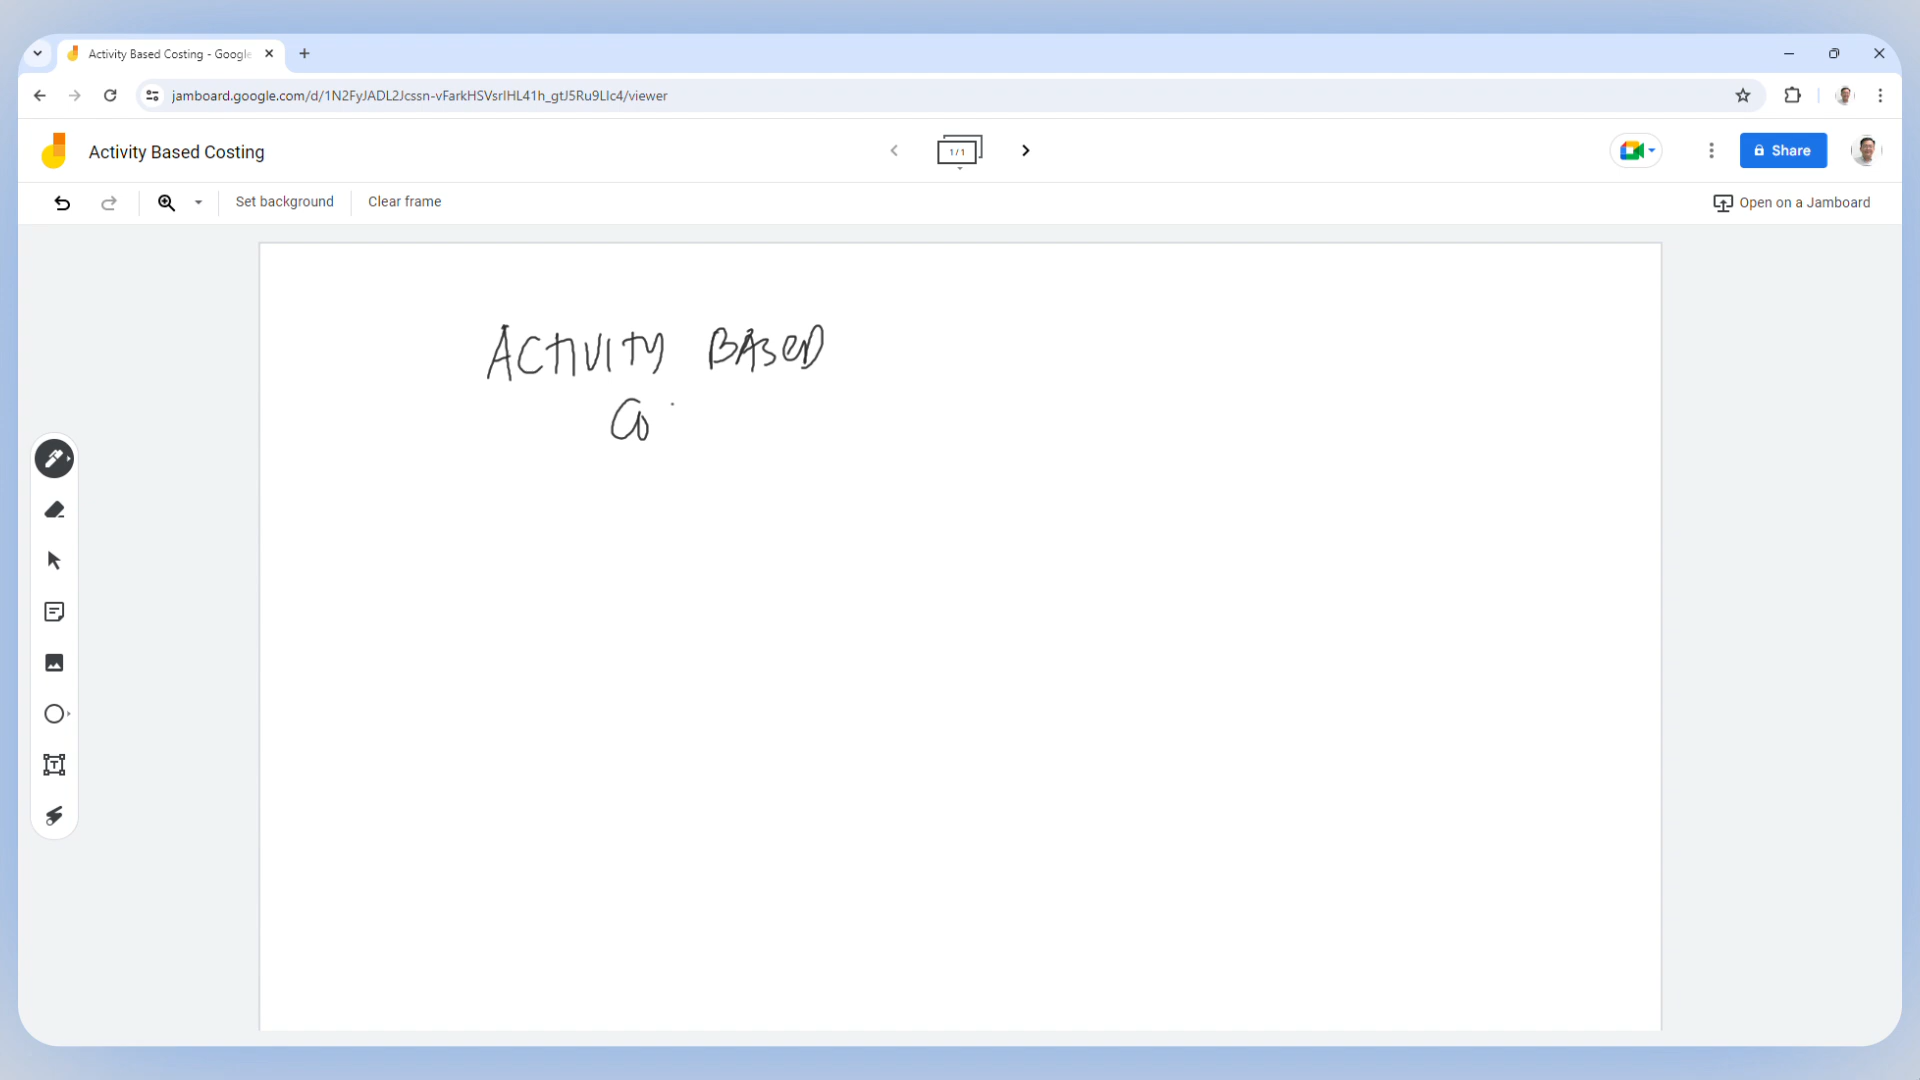 Activity Based Costing - Google
jamboard.google.com/d/1N2FyJADL2Jcssn-vFarkHSVsrIHL41h_gtJ5Ru9LIc4/viewer
Activity Based Costing
1 / 1
Share
Set background
Clear frame
Open on a Jamboard
ACTIVITY BASED
CO
T